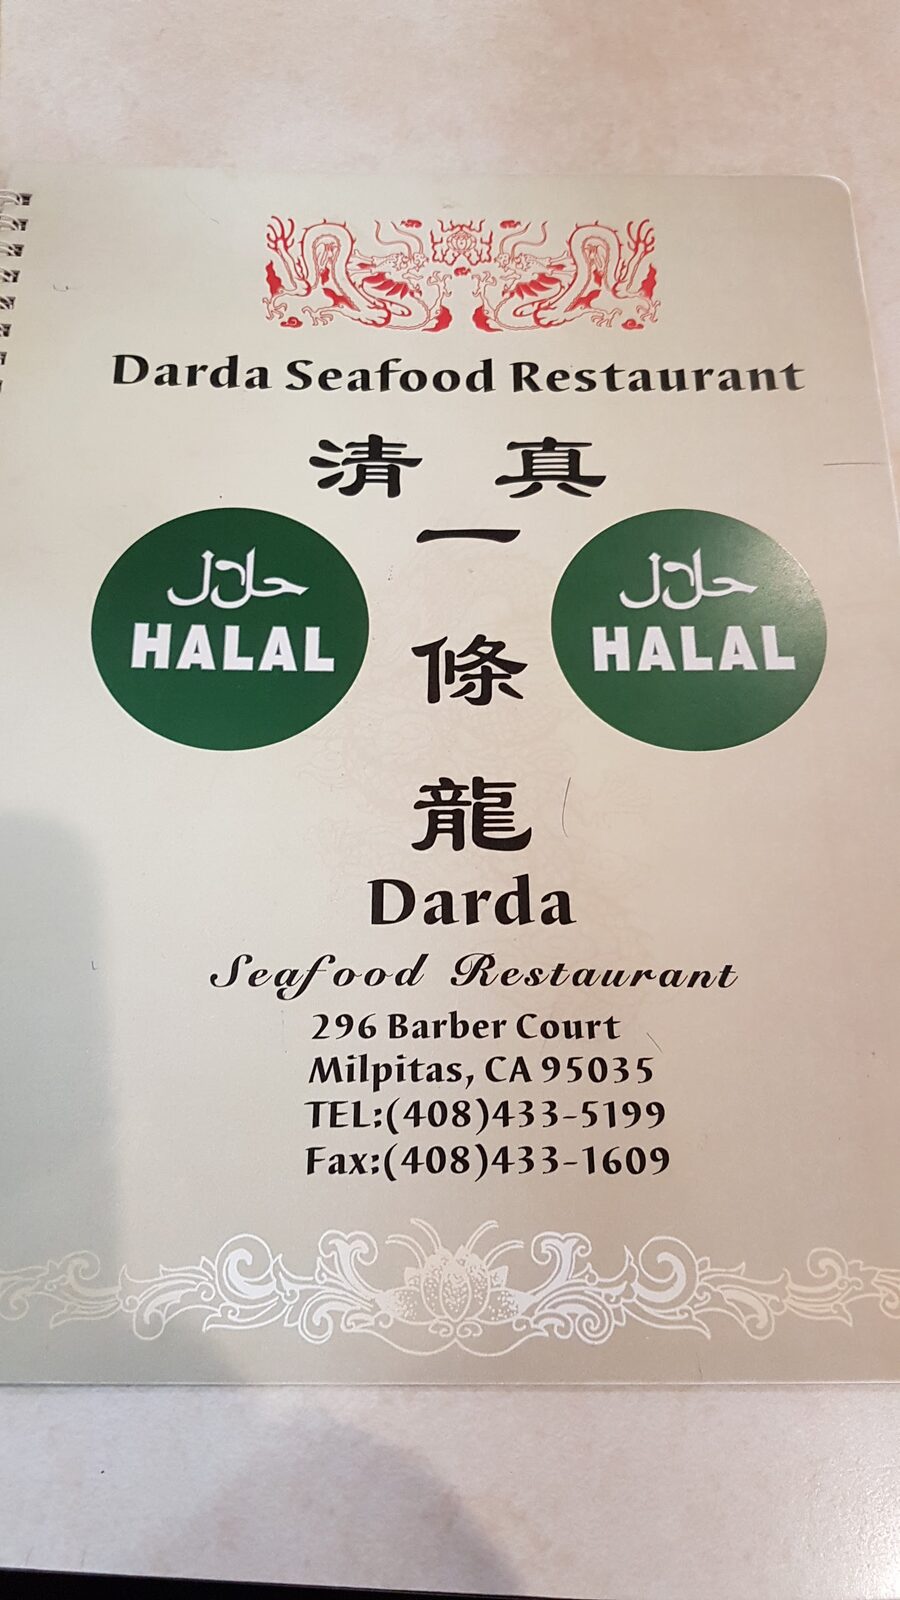 Darda Seafood Restaurant
清 真
一
條
龍
حلال
HALAL
حلال
HALAL
Darda
Seafood Restaurant
296 Barber Court
Milpitas, CA 95035
TEL:(408)433-5199
Fax:(408)433-1609